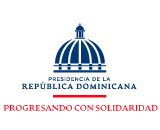 PRESIDENCIA DE LA
REPÚBLICA DOMINICANA
PROGRESANDO CON SOLIDARIDAD